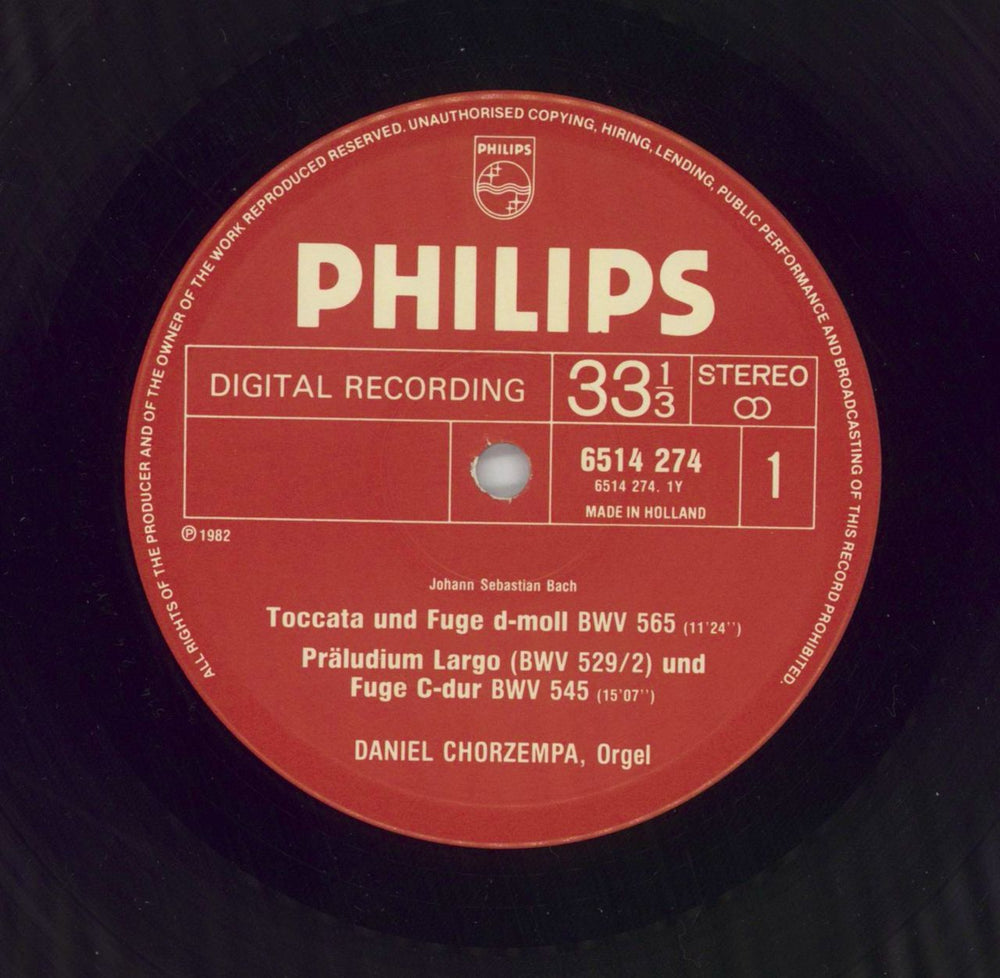 ALL RIGHTS OF THE PRODUCER AND OF THE OWNER OF THE WORK REPRODUCED RESERVED. UNAUTHORISED COPYING, HIRING, LENDING, PUBLIC PERFORMANCE AND BROADCASTING OF THIS RECORD PROHIBITED.
PHILIPS
PHILIPS
DIGITAL RECORDING
33 1/3
STEREO
6514 274
6514 274. 1Y
MADE IN HOLLAND
1
℗ 1982
Johann Sebastian Bach
Toccata und Fuge d-moll BWV 565 (11'24'')
Präludium Largo (BWV 529/2) und
Fuge C-dur BWV 545 (15'07'')
DANIEL CHORZEMPA, Orgel